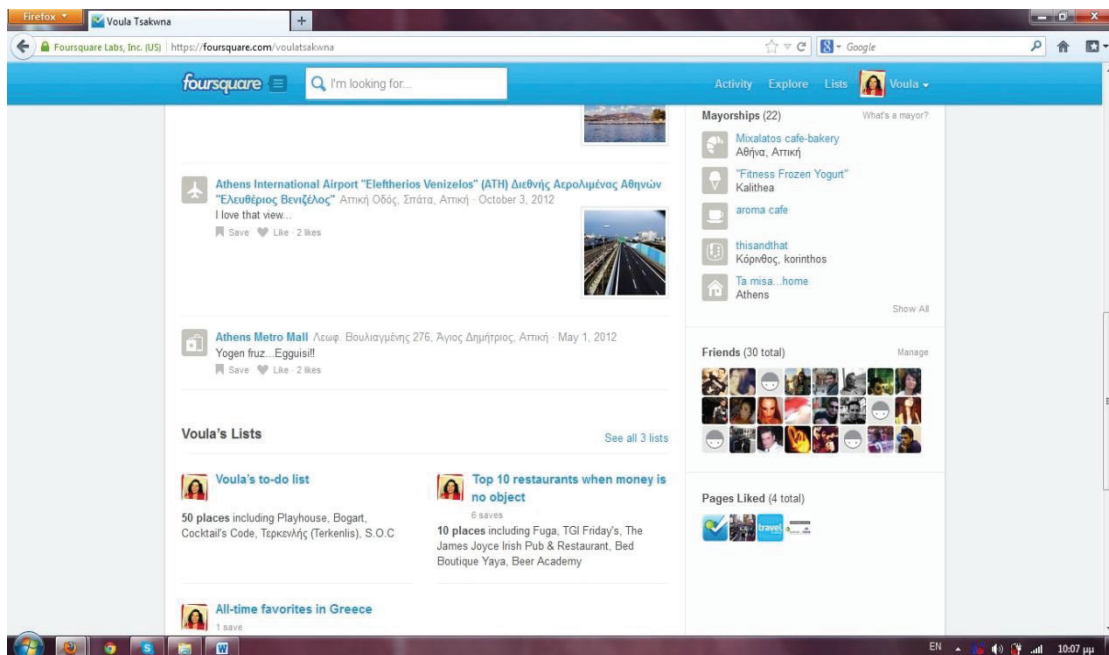 Firefox
Voula Tsakwna
Foursquare Labs, Inc. (US) https://foursquare.com/voulatsakwna
Google
foursquare
I'm looking for...
Activity Explore Lists Voula
Athens International Airport "Eleftherios Venizelos" (ATH) Διεθνής Αερολιμένας Αθηνών
"Ελευθέριος Βενιζέλος" Αττική Οδός, Σπάτα, Αττική · October 3, 2012
I love that view...
Save Like · 2 likes
Athens Metro Mall Λεωφ. Βουλιαγμένης 276, Άγιος Δημήτριος, Αττική · May 1, 2012
Yogen fruz...Egguisi!!
Save Like · 2 likes
Voula's Lists
See all 3 lists
Voula's to-do list
50 places including Playhouse, Bogart,
Cocktail's Code, Τερκενλής (Terkenlis), S.O.C
Top 10 restaurants when money is
no object
6 saves
10 places including Fuga, TGI Friday's, The
James Joyce Irish Pub & Restaurant, Bed
Boutique Yaya, Beer Academy
All-time favorites in Greece
1 save
Mayorships (22) What's a mayor?
Mixalatos cafe-bakery
Αθήνα, Αττική
"Fitness Frozen Yogurt"
Kalithea
aroma cafe
thisandthat
Κόρινθος, korinthos
Ta misa...home
Athens
Show All
Friends (30 total) Manage
Pages Liked (4 total)
travel
EN 10:07 μμ